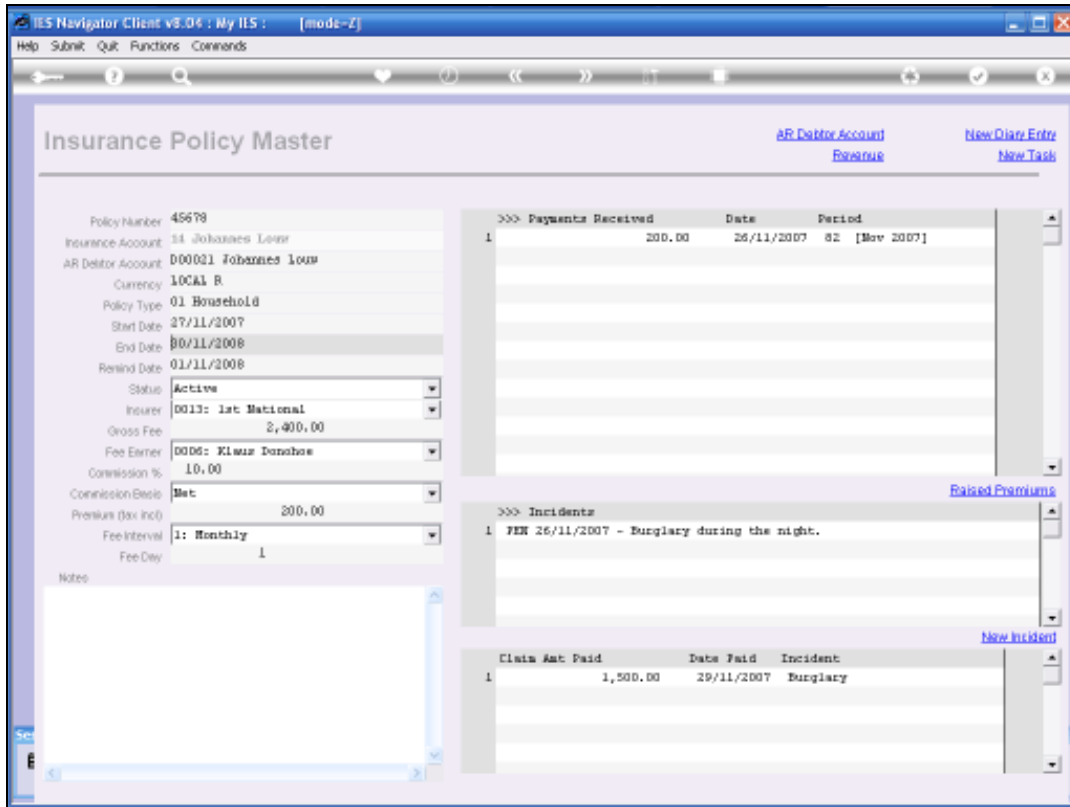 IES Navigator Client v8.04 : My IES : [mode=Z]
Help Submit Quit Functions Commands
Insurance Policy Master
AR Debtor Account
New Diary Entry
Revenue
New Task
Policy Number 45678
Insurance Account 14 Johannes Louw
AR Debtor Account D00021 Johannes Louw
Currency LOCAL R
Policy Type 01 Household
Start Date 27/11/2007
End Date 30/11/2008
Remind Date 01/11/2008
Status Active
Insurer 0013: 1st National
Gross Fee 2,400.00
Fee Earner 0006: Klaus Donohoe
Commission % 10.00
Commission Basis Net
Premium (tax incl) 200.00
Fee Interval 1: Monthly
Fee Day 1
Notes
>>> Payments Received Date Period
1 200.00 26/11/2007 82 [Nov 2007]
Raised Premiums
>>> Incidents
1 PEN 26/11/2007 - Burglary during the night.
New Incident
Claim Amt Paid Date Paid Incident
1 1,500.00 29/11/2007 Burglary